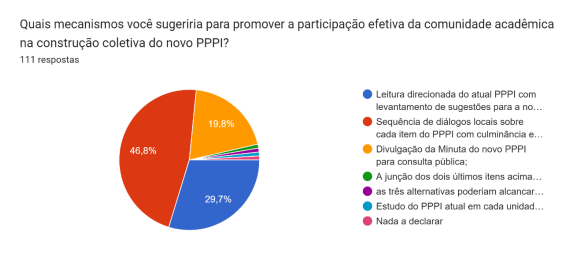 Quais mecanismos você sugeriria para promover a participação efetiva da comunidade acadêmica
na construção coletiva do novo PPPI?
111 respostas
46,8%
19,8%
29,7%
Leitura direcionada do atual PPPI com
levantamento de sugestões para a no…
Sequência de diálogos locais sobre
cada item do PPPI com culminância e…
Divulgação da Minuta do novo PPPI
para consulta pública;
A junção dos dois últimos itens acima…
as três alternativas poderiam alcancar…
Estudo do PPPI atual em cada unidad…
Nada a declarar